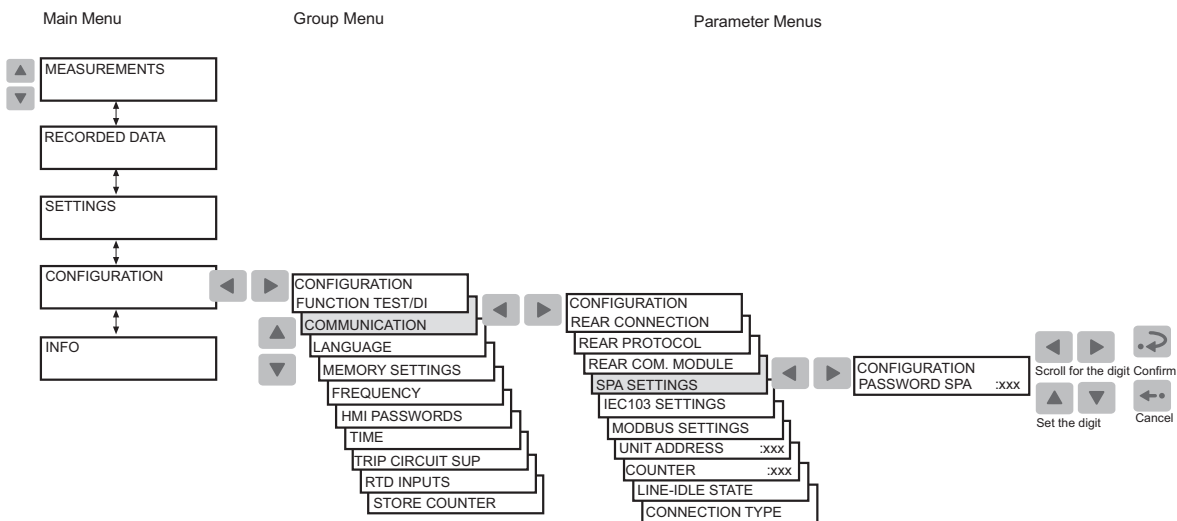 Main Menu
Group Menu
Parameter Menus
MEASUREMENTS
RECORDED DATA
SETTINGS
CONFIGURATION
INFO
CONFIGURATION
FUNCTION TEST/DI
COMMUNICATION
LANGUAGE
MEMORY SETTINGS
FREQUENCY
HMI PASSWORDS
TIME
TRIP CIRCUIT SUP
RTD INPUTS
STORE COUNTER
CONFIGURATION
REAR CONNECTION
REAR PROTOCOL
REAR COM. MODULE
SPA SETTINGS
IEC103 SETTINGS
MODBUS SETTINGS
UNIT ADDRESS :xxx
COUNTER :xxx
LINE-IDLE STATE
CONNECTION TYPE
CONFIGURATION
PASSWORD SPA :xxx
Scroll for the digit
Confirm
Set the digit
Cancel